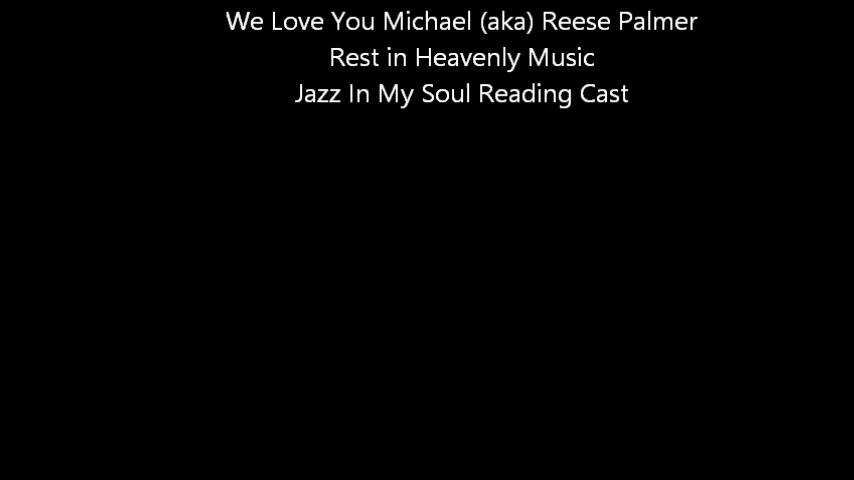 We Love You Michael (aka) Reese Palmer
Rest in Heavenly Music
Jazz In My Soul Reading Cast